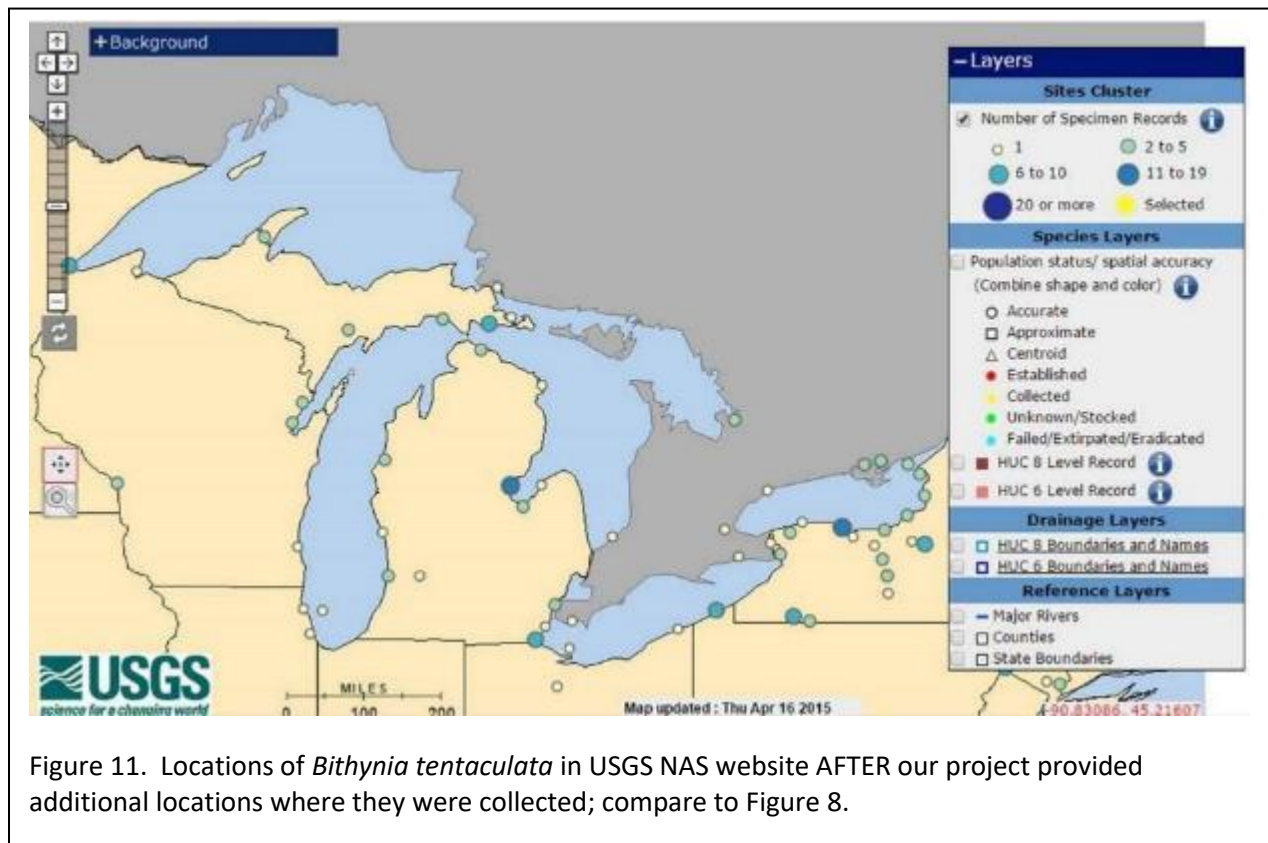 +Background
−Layers
Sites Cluster
Number of Specimen Records
1
2 to 5
6 to 10
11 to 19
20 or more
Selected
Species Layers
Population status/ spatial accuracy
(Combine shape and color)
Accurate
Approximate
Centroid
Established
Collected
Unknown/Stocked
Failed/Extirpated/Eradicated
HUC 8 Level Record
HUC 6 Level Record
Drainage Layers
HUC 8 Boundaries and Names
HUC 6 Boundaries and Names
Reference Layers
Major Rivers
Counties
State Boundaries
USGS
science for a changing world
MILES
0 100 200
Map updated : Thu Apr 16 2015
-90.83086, 45.21607
Figure 11. Locations of Bithynia tentaculata in USGS NAS website AFTER our project provided
additional locations where they were collected; compare to Figure 8.